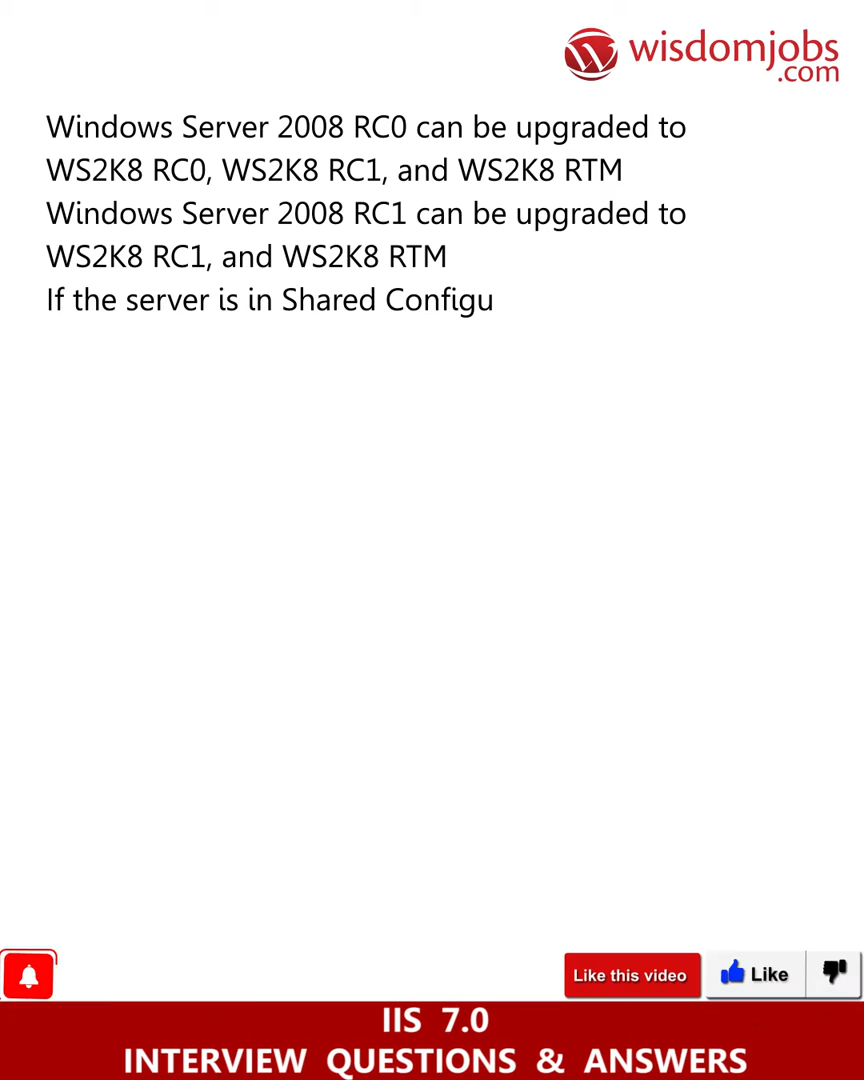 wisdomjobs
.com
Windows Server 2008 RC0 can be upgraded to
WS2K8 RC0, WS2K8 RC1, and WS2K8 RTM
Windows Server 2008 RC1 can be upgraded to
WS2K8 RC1, and WS2K8 RTM
If the server is in Shared Configu
Like this video
Like
IIS 7.0
INTERVIEW QUESTIONS & ANSWERS